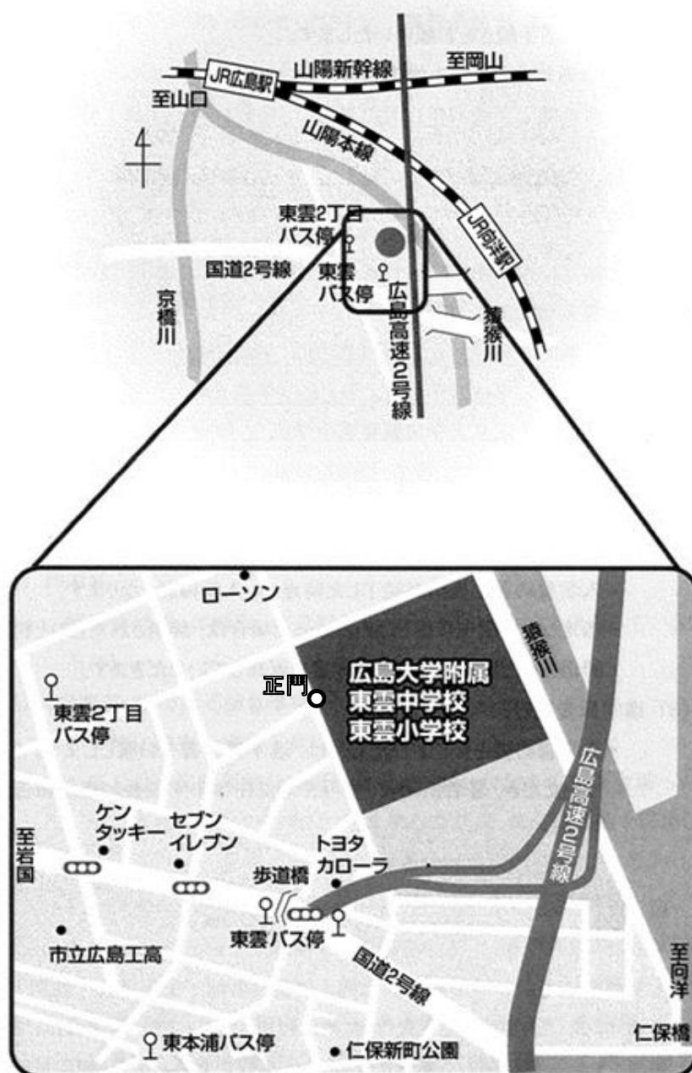 山陽新幹線
至岡山
JR広島駅
至山口
山陽本線
4
東雲2丁目
バス停
JR向洋駅
国道2号線
東雲
バス停
京橋川
広島高速2号線
猿猴川
ローソン
猿猴川
正門
広島大学附属
東雲中学校
東雲小学校
東雲2丁目
バス停
広島高速2号線
ケン
タッキー
セブン
イレブン
トヨタ
カローラ
至岩国
歩道橋
東雲バス停
市立広島工高
国道2号線
至向洋
仁保橋
東本浦バス停
仁保新町公園